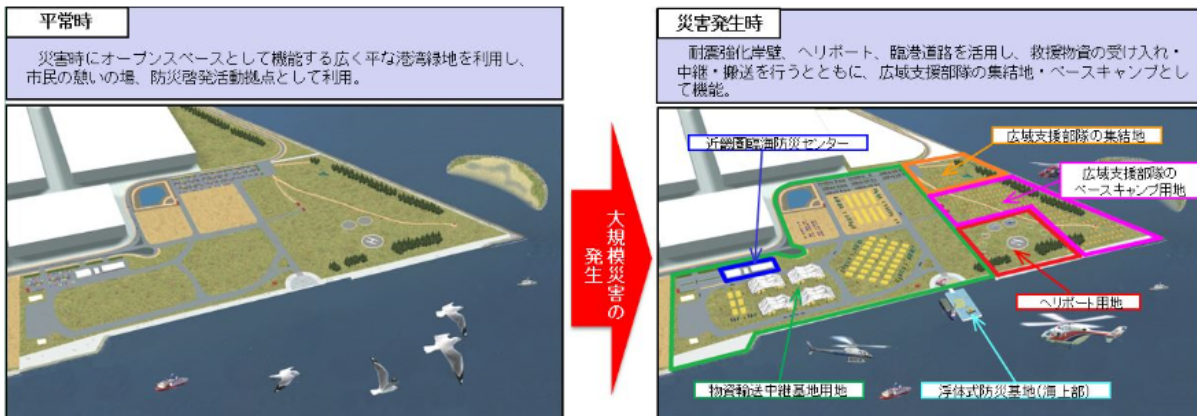 平常時
災害時にオープンスペースとして機能する広く平な港湾緑地を利用し、
市民の憩いの場、防災啓発活動拠点として利用。
大規模災害の
発生
災害発生時
耐震強化岸壁、ヘリポート、臨港道路を活用し、救援物資の受け入れ・
中継・搬送を行うとともに、広域支援部隊の集結地・ベースキャンプとし
て機能。
近畿圏臨海防災センター
広域支援部隊の集結地
広域支援部隊の
ベースキャンプ用地
ヘリポート用地
物資輸送中継基地用地
浮体式防災基地(海上部)
H
H